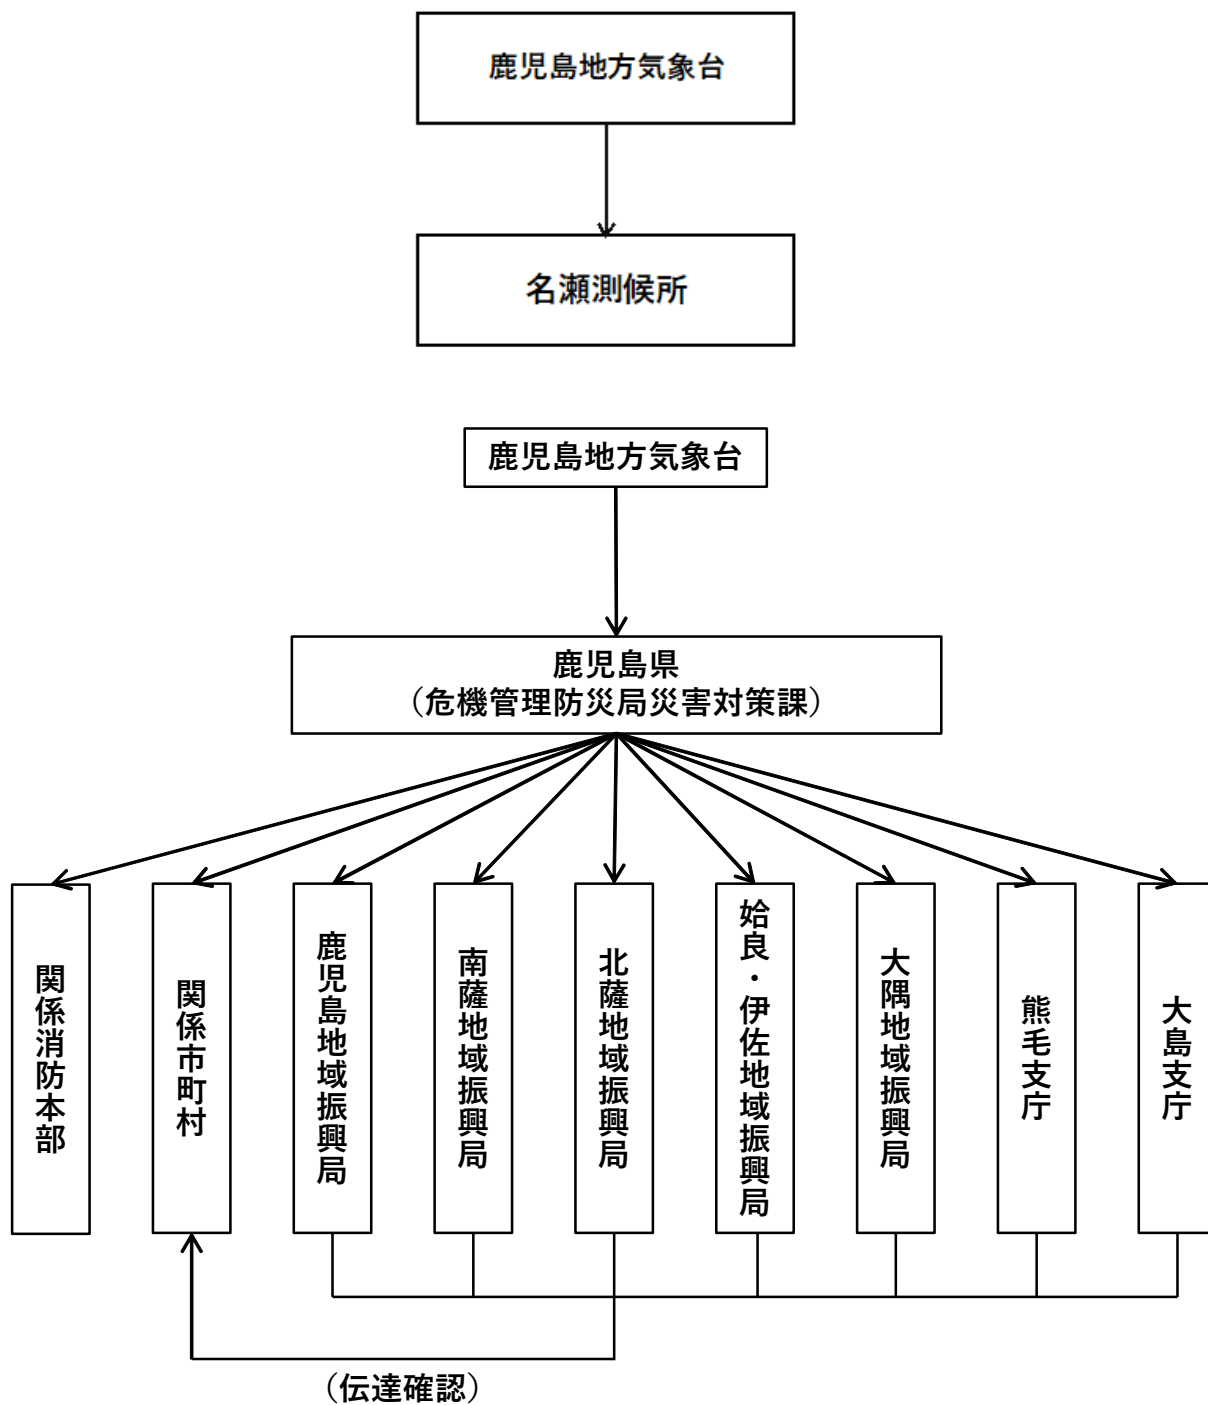 鹿児島地方気象台
名瀬測候所
鹿児島地方気象台
鹿児島県
（危機管理防災局災害対策課）
関係消防本部
関係市町村
鹿児島地域振興局
南薩地域振興局
北薩地域振興局
姶良・伊佐地域振興局
大隅地域振興局
熊毛支庁
大島支庁
（伝達確認）